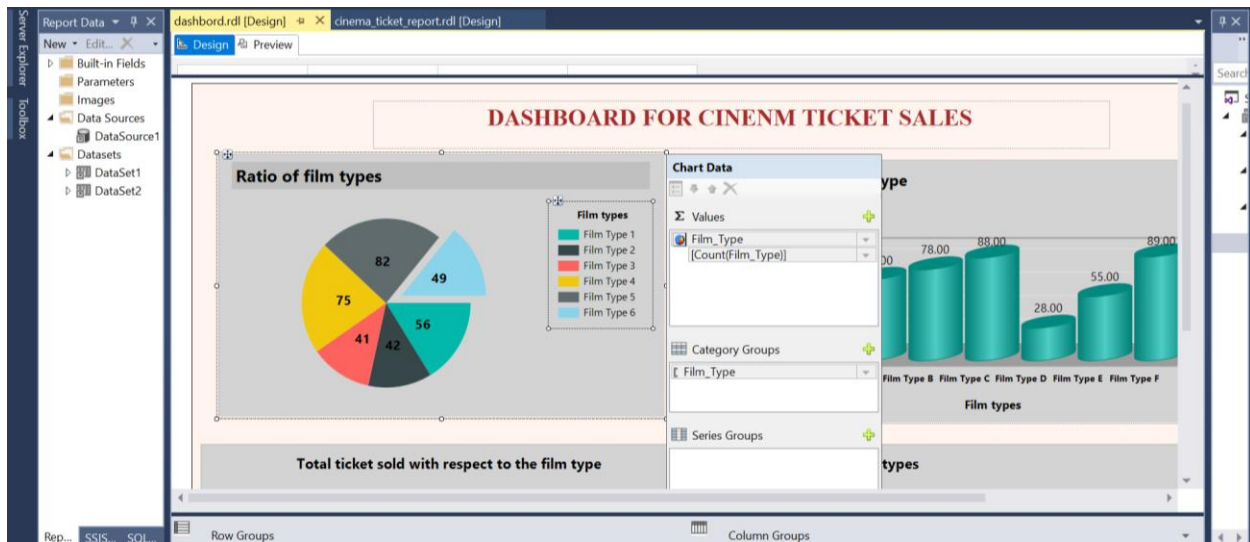 Server Explorer
Toolbox
Report Data
New Edit...
Built-in Fields
Parameters
Images
Data Sources
DataSource1
Datasets
DataSet1
DataSet2
Rep... SSIS... SQL...
dashbord.rdl [Design] cinema_ticket_report.rdl [Design]
Design Preview
DASHBOARD FOR CINENM TICKET SALES
Ratio of film types
82
49
75
56
41
42
Film types
Film Type 1
Film Type 2
Film Type 3
Film Type 4
Film Type 5
Film Type 6
Chart Data
Σ Values
Film_Type
[Count(Film_Type)]
Category Groups
Film_Type
Series Groups
ype
00
78.00
88.00
28.00
55.00
89.00
Film Type B Film Type C Film Type D Film Type E Film Type F
Film types
Total ticket sold with respect to the film type
types
Row Groups
Column Groups
Search